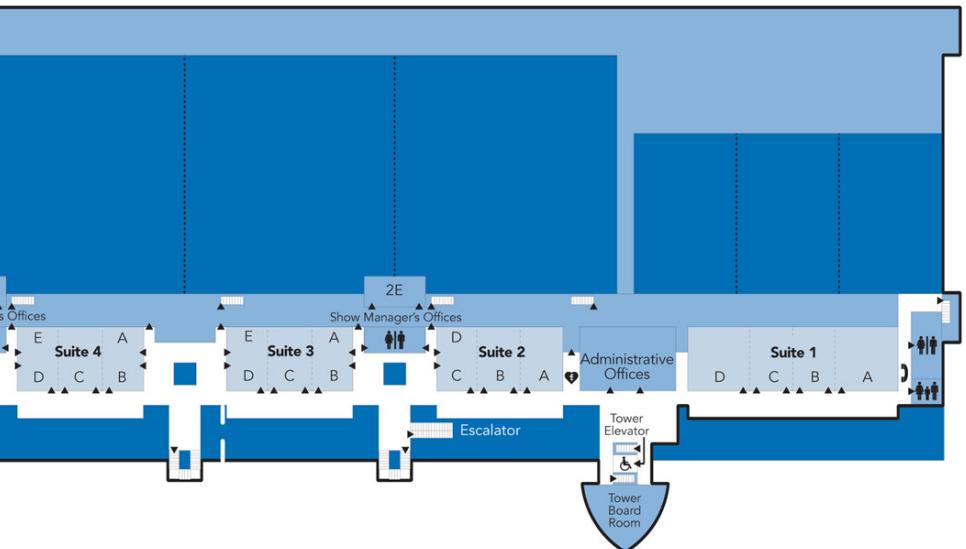 2E
s Offices
Show Manager's Offices
E
A
Suite 4
D
C
B
E
A
Suite 3
D
C
B
D
Suite 2
C
B
A
Administrative
Offices
Suite 1
D
C
B
A
Escalator
Tower
Elevator
Tower
Board
Room